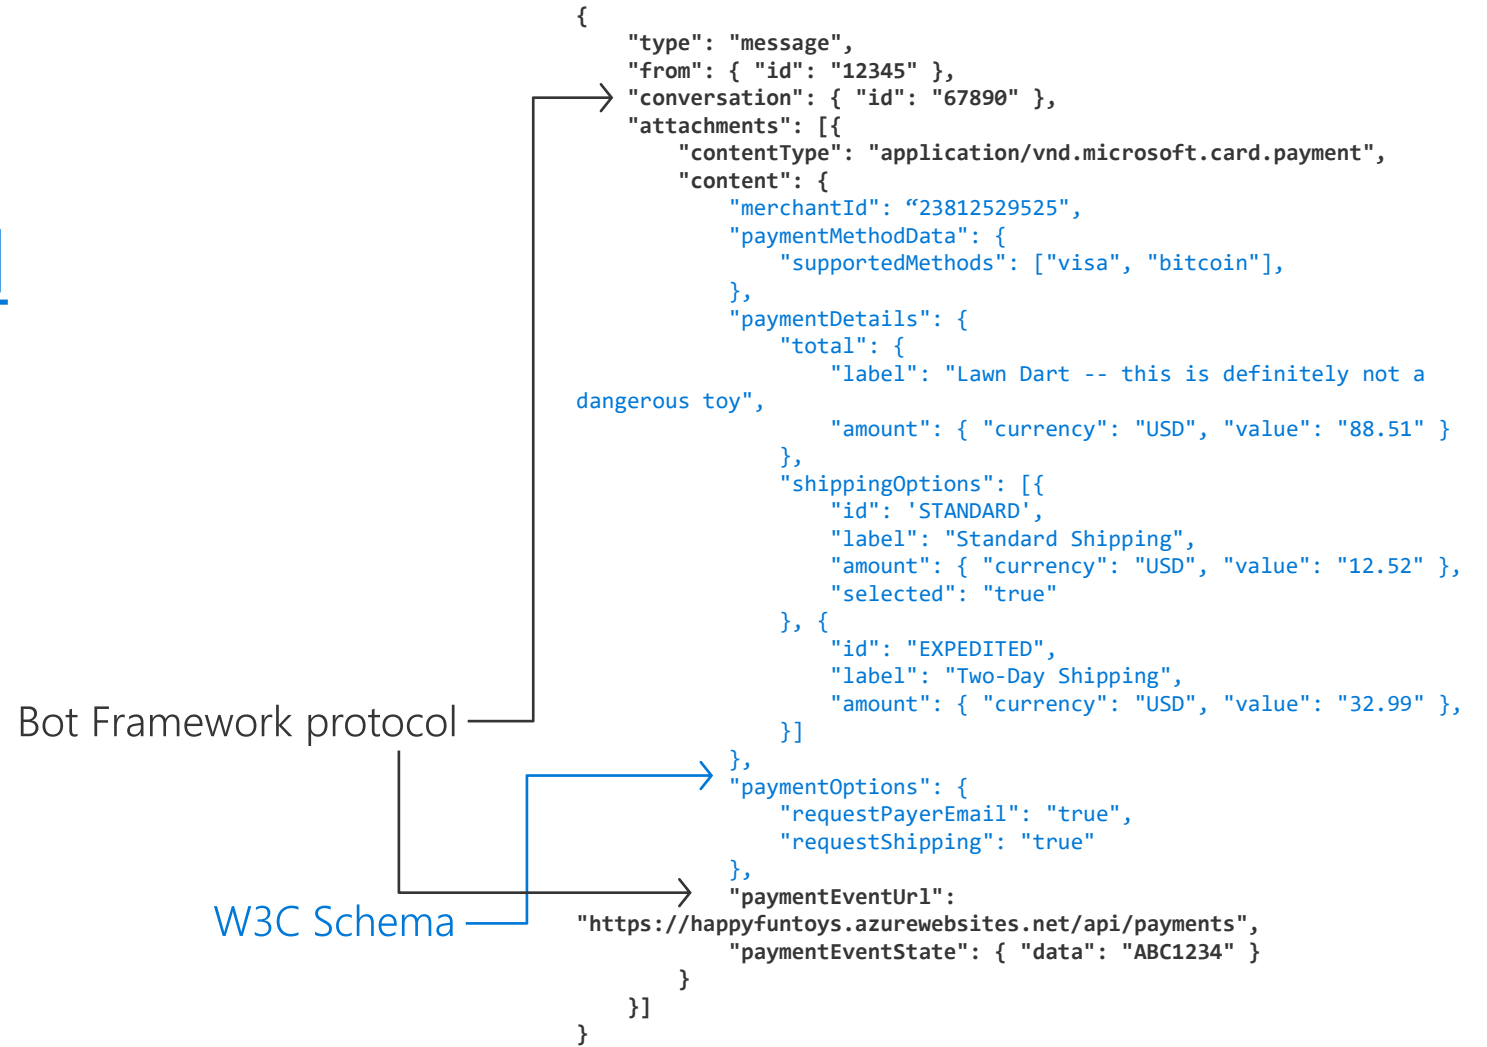 {
    "type": "message",
    "from": { "id": "12345" },
    "conversation": { "id": "67890" },
    "attachments": [{
        "contentType": "application/vnd.microsoft.card.payment",
        "content": {
            "merchantId": “23812529525",
            "paymentMethodData": {
                "supportedMethods": ["visa", "bitcoin"],
            },
            "paymentDetails": {
                "total": {
                    "label": "Lawn Dart -- this is definitely not a
dangerous toy",
                    "amount": { "currency": "USD", "value": "88.51" }
                },
                "shippingOptions": [{
                    "id": 'STANDARD',
                    "label": "Standard Shipping",
                    "amount": { "currency": "USD", "value": "12.52" },
                    "selected": "true"
                }, {
                    "id": "EXPEDITED",
                    "label": "Two-Day Shipping",
                    "amount": { "currency": "USD", "value": "32.99" },
                }]
            },
            "paymentOptions": {
                "requestPayerEmail": "true",
                "requestShipping": "true"
            },
            "paymentEventUrl":
"https://happyfuntoys.azurewebsites.net/api/payments",
            "paymentEventState": { "data": "ABC1234" }
        }
    }]
}
Bot Framework protocol
W3C Schema